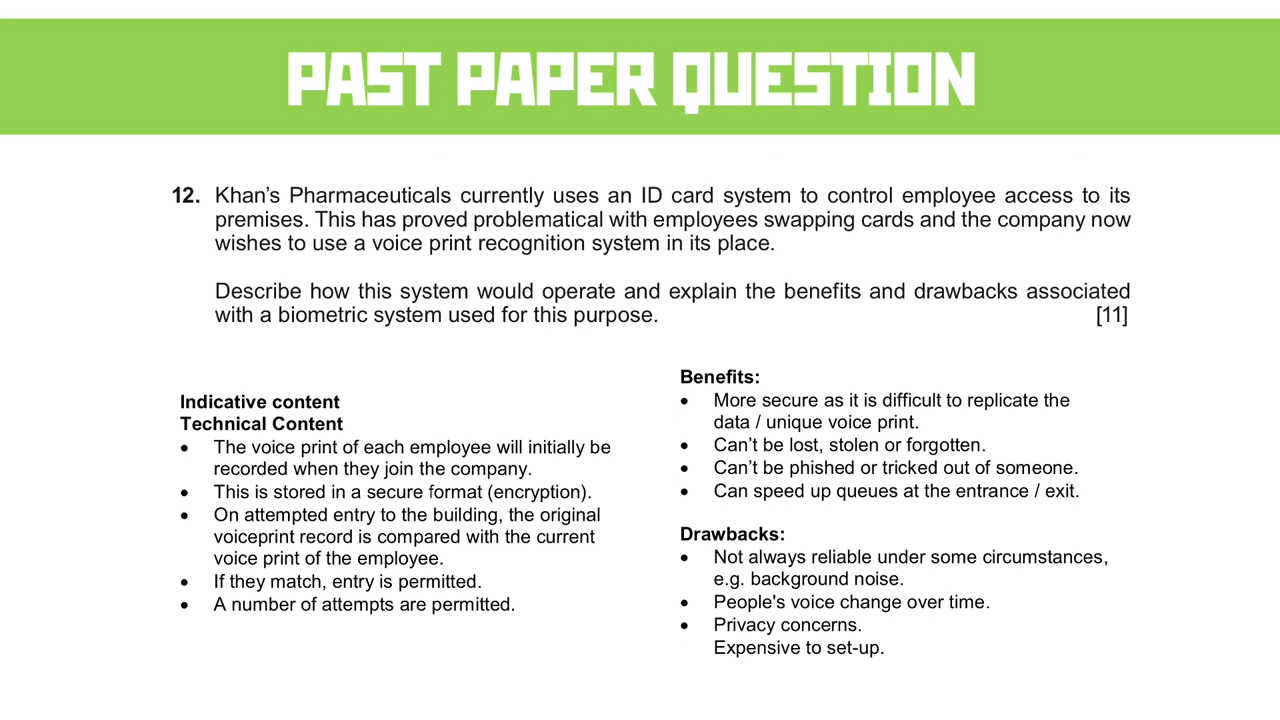 PAST PAPER QUESTION
12. Khan's Pharmaceuticals currently uses an ID card system to control employee access to its
premises. This has proved problematical with employees swapping cards and the company now
wishes to use a voice print recognition system in its place.
Describe how this system would operate and explain the benefits and drawbacks associated
with a biometric system used for this purpose. [11]
Indicative content
Technical Content
• The voice print of each employee will initially be
recorded when they join the company.
• This is stored in a secure format (encryption).
• On attempted entry to the building, the original
voiceprint record is compared with the current
voice print of the employee.
• If they match, entry is permitted.
• A number of attempts are permitted.
Benefits:
• More secure as it is difficult to replicate the
data / unique voice print.
• Can't be lost, stolen or forgotten.
• Can't be phished or tricked out of someone.
• Can speed up queues at the entrance / exit.
Drawbacks:
• Not always reliable under some circumstances,
e.g. background noise.
• People's voice change over time.
• Privacy concerns.
Expensive to set-up.